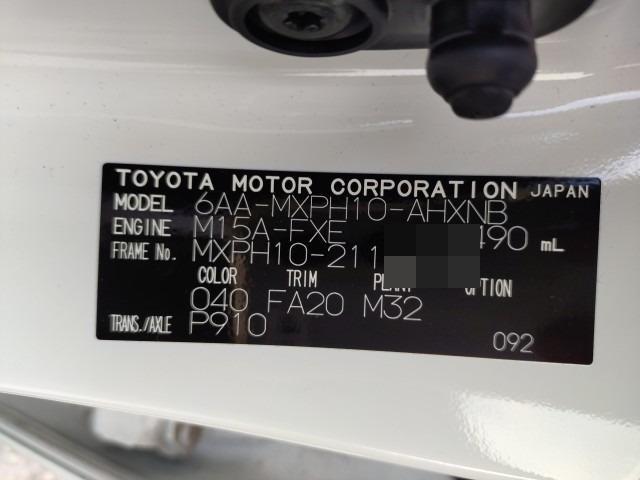 TOYOTA MOTOR CORPORATION JAPAN
MODEL 6AA-MXPH10-AHXNB
ENGINE M15A-FXE 490 mL
FRAME No. MXPH10-211
COLOR TRIM PLANT OPTION
040 FA20 M32
TRANS./AXLE P910
092